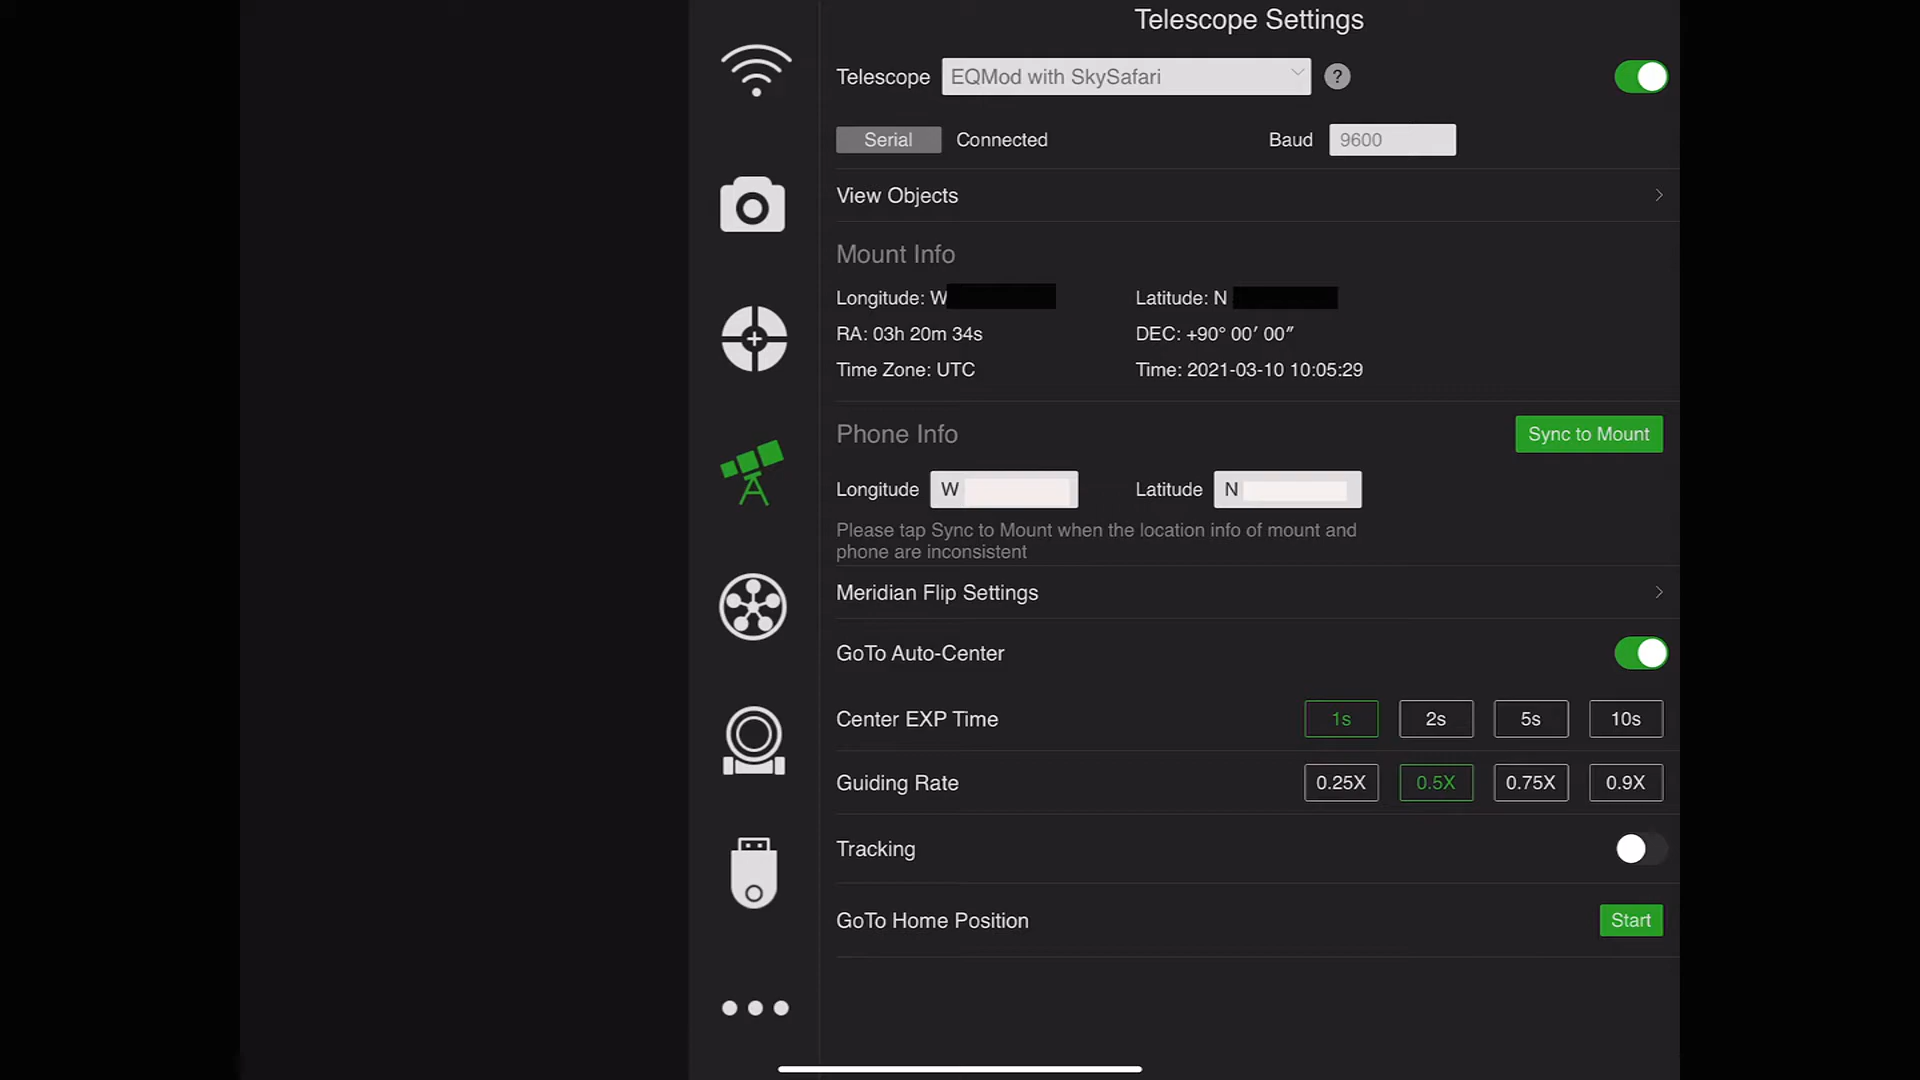 Telescope Settings
Telescope EQMod with SkySafari ?
Serial Connected Baud 9600
View Objects
Mount Info
Longitude: W Latitude: N
RA: 03h 20m 34s DEC: +90° 00′ 00″
Time Zone: UTC Time: 2021-03-10 10:05:29
Phone Info Sync to Mount
Longitude W Latitude N
Please tap Sync to Mount when the location info of mount and
phone are inconsistent
Meridian Flip Settings
GoTo Auto-Center
Center EXP Time 1s 2s 5s 10s
Guiding Rate 0.25X 0.5X 0.75X 0.9X
Tracking
GoTo Home Position Start